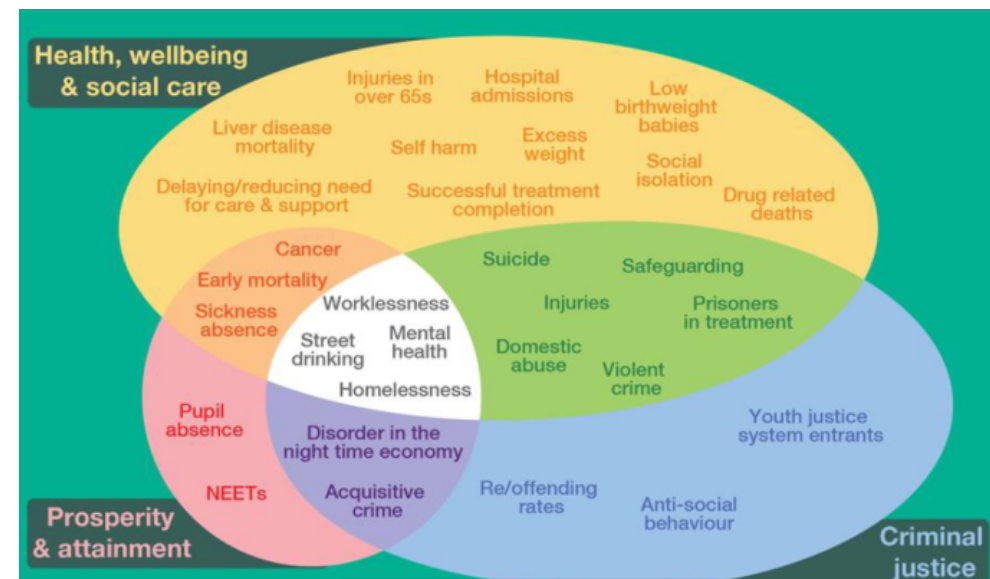 Health, wellbeing
& social care
Injuries in
over 65s
Hospital
admissions
Low
birthweight
babies
Liver disease
mortality
Self harm
Excess
weight
Social
isolation
Delaying/reducing need
for care & support
Successful treatment
completion
Drug related
deaths
Cancer
Early mortality
Sickness
absence
Worklessness
Street
drinking
Mental
health
Homelessness
Suicide
Safeguarding
Injuries
Prisoners
in treatment
Domestic
abuse
Violent
crime
Pupil
absence
NEETs
Disorder in the
night time economy
Acquisitive
crime
Youth justice
system entrants
Re/offending
rates
Anti-social
behaviour
Prosperity
& attainment
Criminal
justice